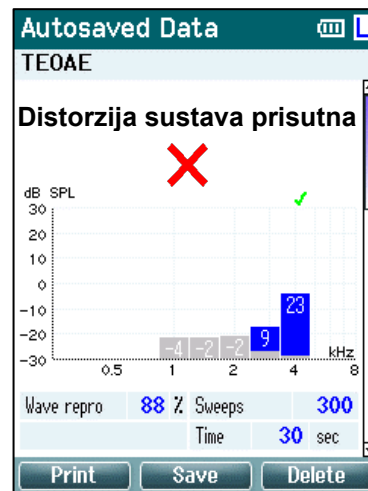 Autosaved Data L
TEOAE
Distorzija sustava prisutna
dB SPL
30
20
10
0
-10
-20
-30
-4 -2 -2 9 23
kHz
0.5 1 2 4 8
Wave repro 88 % Sweeps 300
Time 30 sec
Print Save Delete